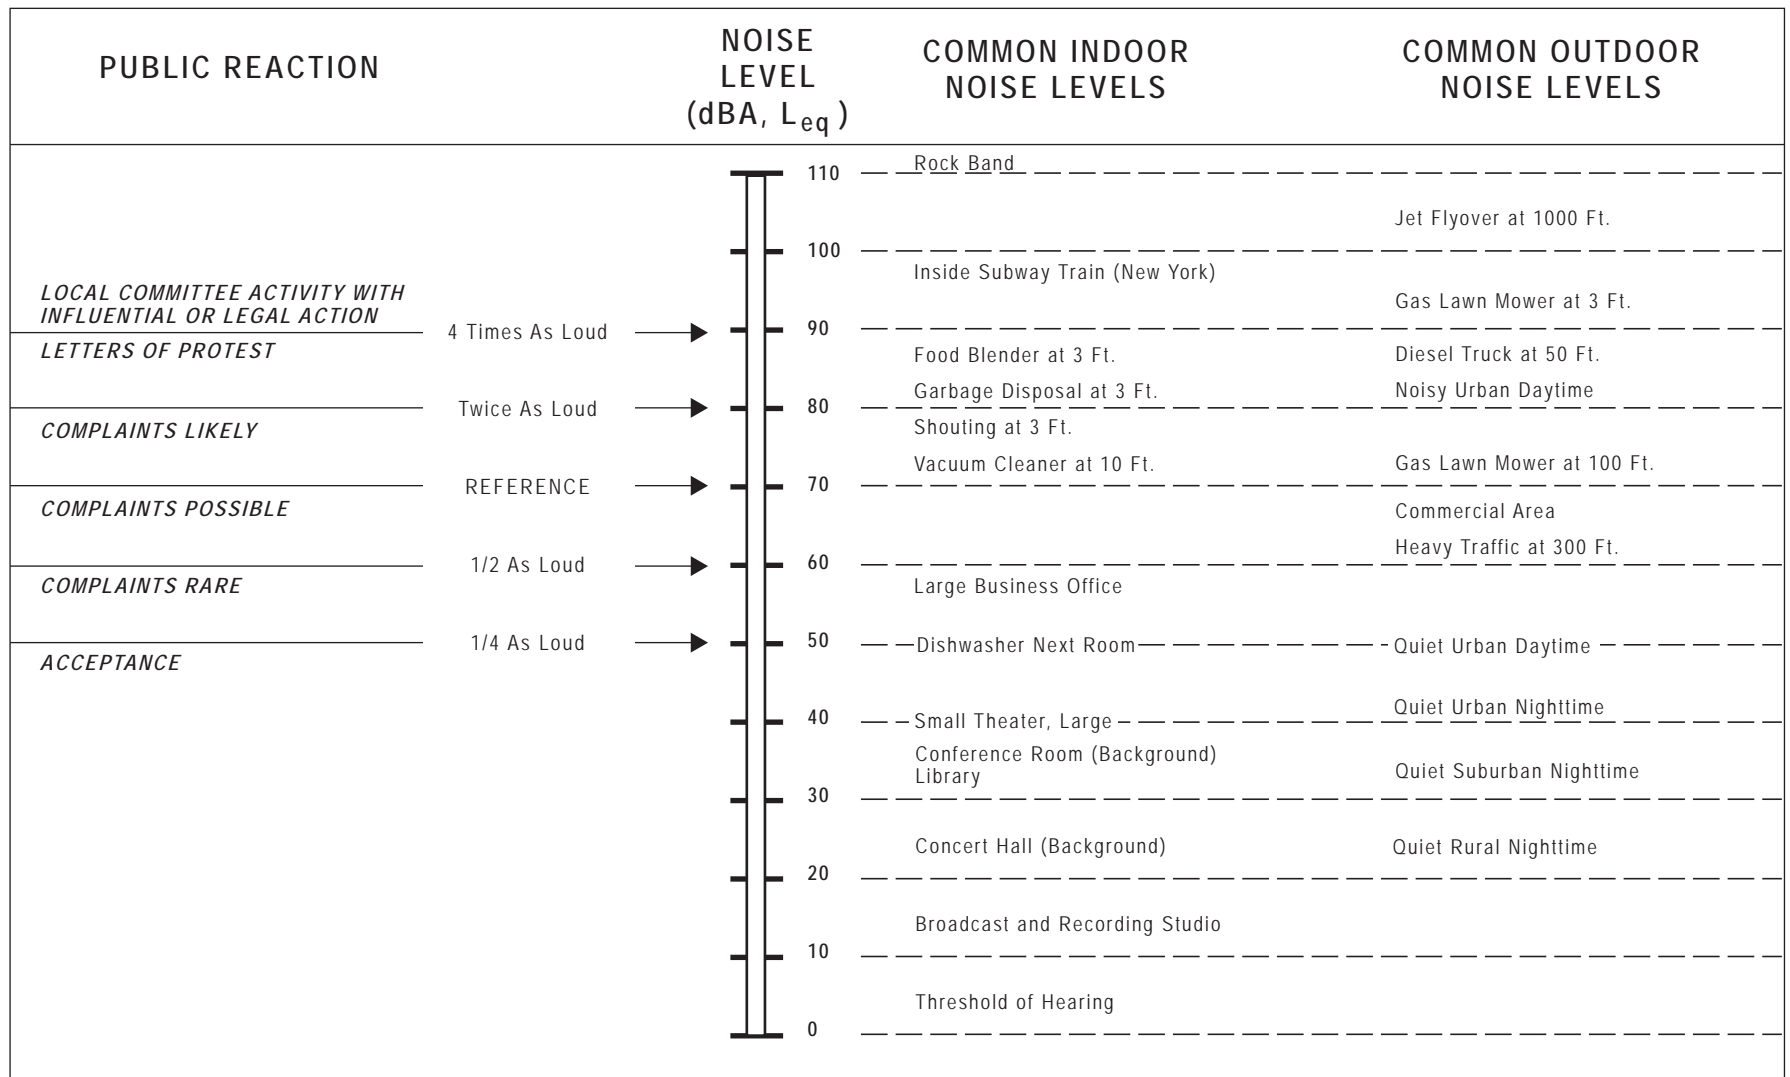 PUBLIC REACTION
NOISE
LEVEL
(dBA, Leq )
COMMON INDOOR
NOISE LEVELS
COMMON OUTDOOR
NOISE LEVELS
110
Rock Band
Jet Flyover at 1000 Ft.
100
Inside Subway Train (New York)
LOCAL COMMITTEE ACTIVITY WITH
INFLUENTIAL OR LEGAL ACTION
Gas Lawn Mower at 3 Ft.
4 Times As Loud
90
LETTERS OF PROTEST
Food Blender at 3 Ft.
Diesel Truck at 50 Ft.
Garbage Disposal at 3 Ft.
Noisy Urban Daytime
Twice As Loud
80
COMPLAINTS LIKELY
Shouting at 3 Ft.
Vacuum Cleaner at 10 Ft.
Gas Lawn Mower at 100 Ft.
REFERENCE
70
COMPLAINTS POSSIBLE
Commercial Area
Heavy Traffic at 300 Ft.
1/2 As Loud
60
COMPLAINTS RARE
Large Business Office
1/4 As Loud
50
Dishwasher Next Room
Quiet Urban Daytime
ACCEPTANCE
Quiet Urban Nighttime
40
Small Theater, Large
Conference Room (Background)
Library
Quiet Suburban Nighttime
30
Concert Hall (Background)
Quiet Rural Nighttime
20
Broadcast and Recording Studio
10
Threshold of Hearing
0